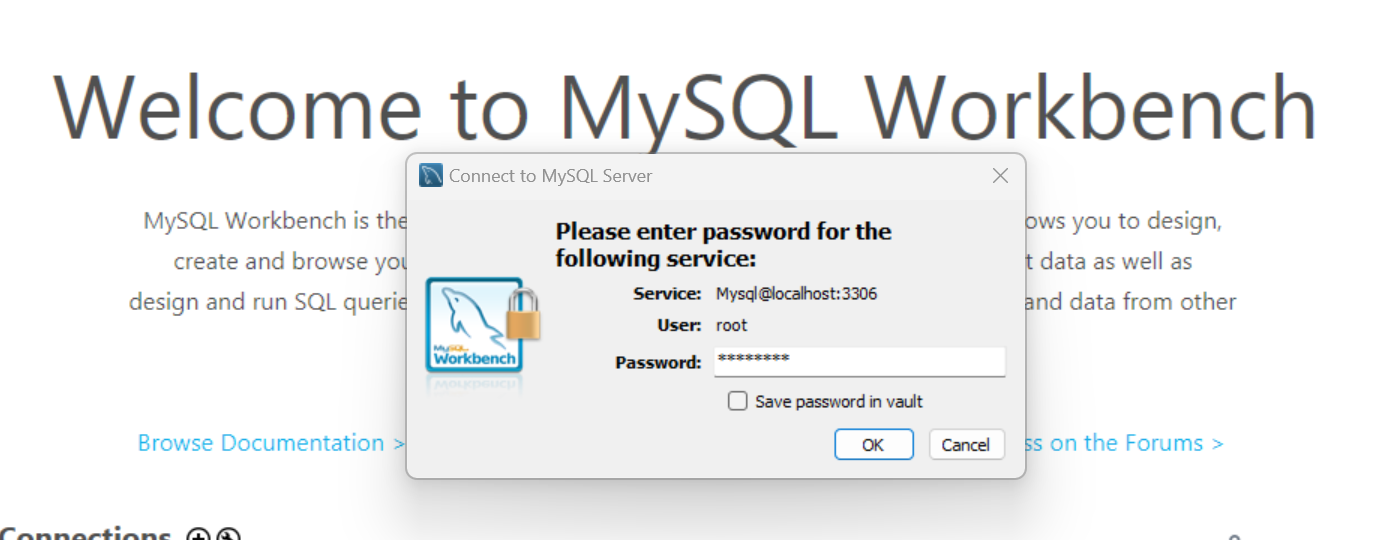 Welcome to MySQL Workbench
Connect to MySQL Server
MySQL Workbench is the
ows you to design,
create and browse you
t data as well as
design and run SQL querie
and data from other
Please enter password for the
following service:
Service: Mysql@localhost:3306
User: root
Password: ********
Save password in vault
OK Cancel
MySQL
Workbench
Browse Documentation >
ss on the Forums >
Connections